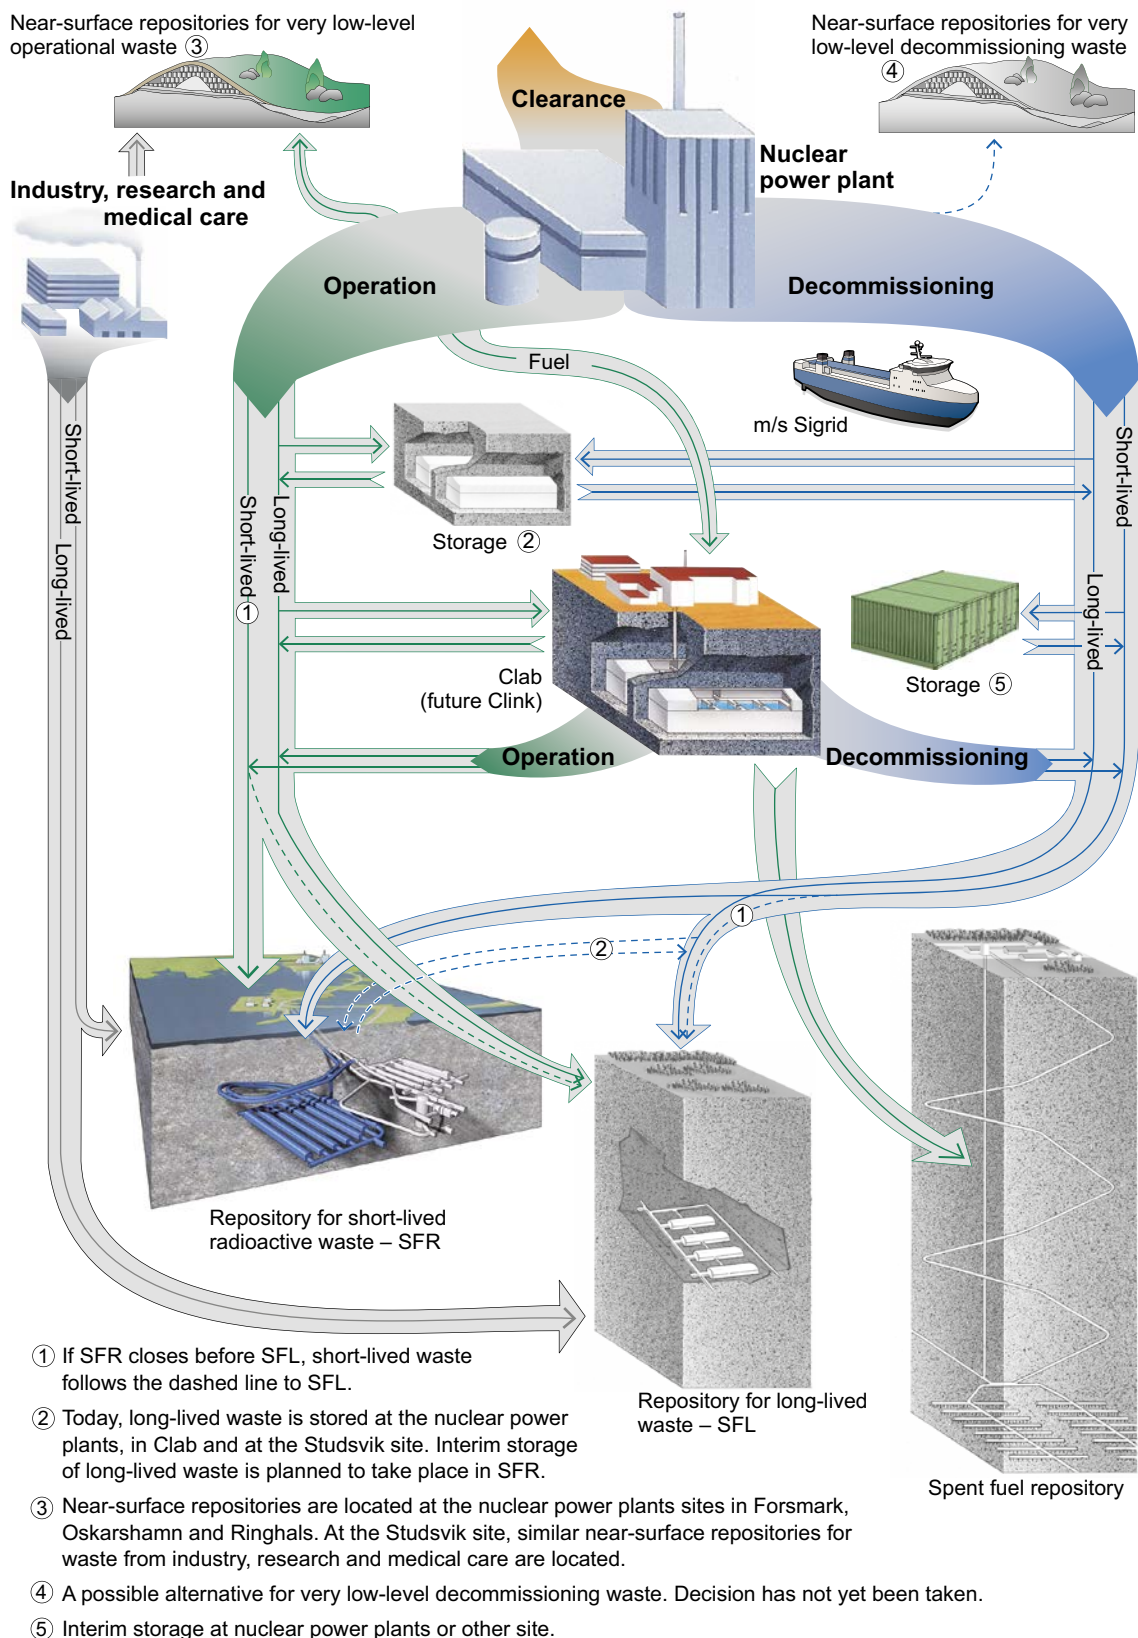 Near-surface repositories for very low-level
operational waste ③
Near-surface repositories for very
low-level decommissioning waste
④
Clearance
Nuclear
power plant
Industry, research and
medical care
Operation
Decommissioning
Fuel
m/s Sigrid
Short-lived
Long-lived
Short-lived
①
Long-lived
Short-lived
Long-lived
Storage ②
Clab
(future Clink)
Storage ⑤
Operation
Decommissioning
①
②
Repository for short-lived
radioactive waste – SFR
Repository for long-lived
waste – SFL
Spent fuel repository
① If SFR closes before SFL, short-lived waste
follows the dashed line to SFL.
② Today, long-lived waste is stored at the nuclear power
plants, in Clab and at the Studsvik site. Interim storage
of long-lived waste is planned to take place in SFR.
③ Near-surface repositories are located at the nuclear power plants sites in Forsmark,
Oskarshamn and Ringhals. At the Studsvik site, similar near-surface repositories for
waste from industry, research and medical care are located.
④ A possible alternative for very low-level decommissioning waste. Decision has not yet been taken.
⑤ Interim storage at nuclear power plants or other site.